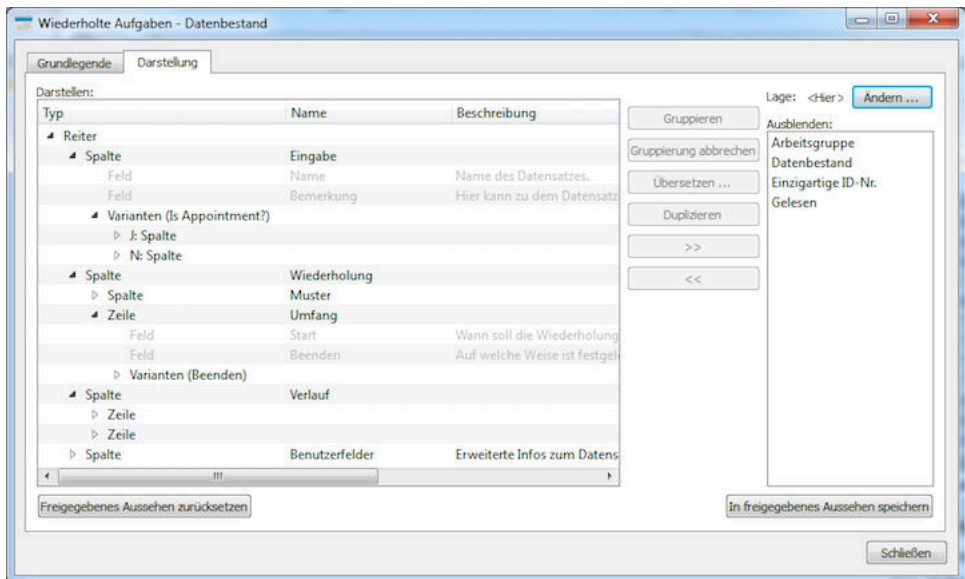 Wiederholte Aufgaben - Datenbestand
Grundlegende Darstellung
Darstellen:
Typ Name Beschreibung
Reiter
Spalte Eingabe
Feld Name Name des Datensatzes.
Feld Bemerkung Hier kann zu dem Datensatz
Varianten (Is Appointment?)
J: Spalte
N: Spalte
Spalte Wiederholung
Spalte Muster
Zeile Umfang
Feld Start Wann soll die Wiederholung
Feld Beenden Auf welche Weise ist festgel
Varianten (Beenden)
Spalte Verlauf
Zeile
Zeile
Spalte Benutzerfelder Erweiterte Infos zum Datens
Freigegebenes Aussehen zurücksetzen
Gruppieren
Gruppierung abbrechen
Übersetzen ...
Duplizieren
>>
<<
Lage: <Hier> Ändern ...
Ausblenden:
Arbeitsgruppe
Datenbestand
Einzigartige ID-Nr.
Gelesen
In freigegebenes Aussehen speichern
Schließen